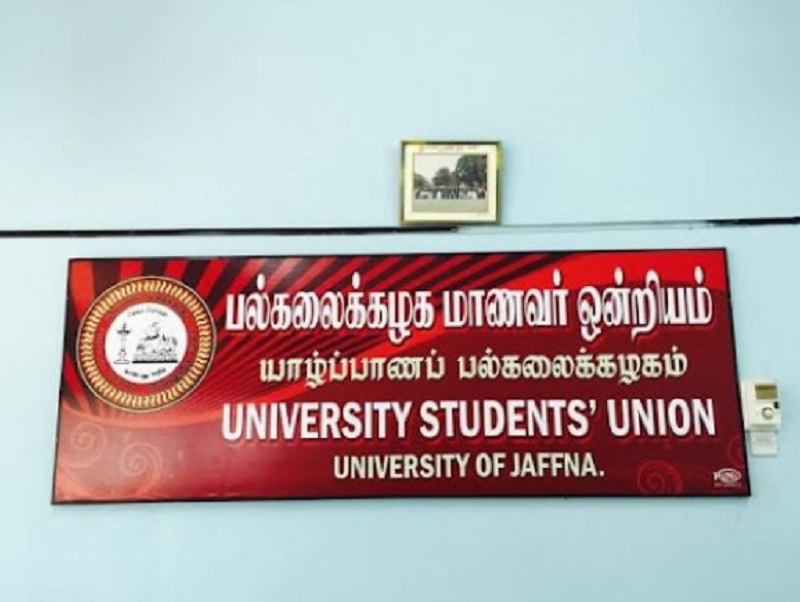 பல்கலைக்கழக மாணவர் ஒன்றியம்
யாழ்ப்பாணப் பல்கலைக்கழகம்
UNIVERSITY STUDENTS' UNION
UNIVERSITY OF JAFFNA.